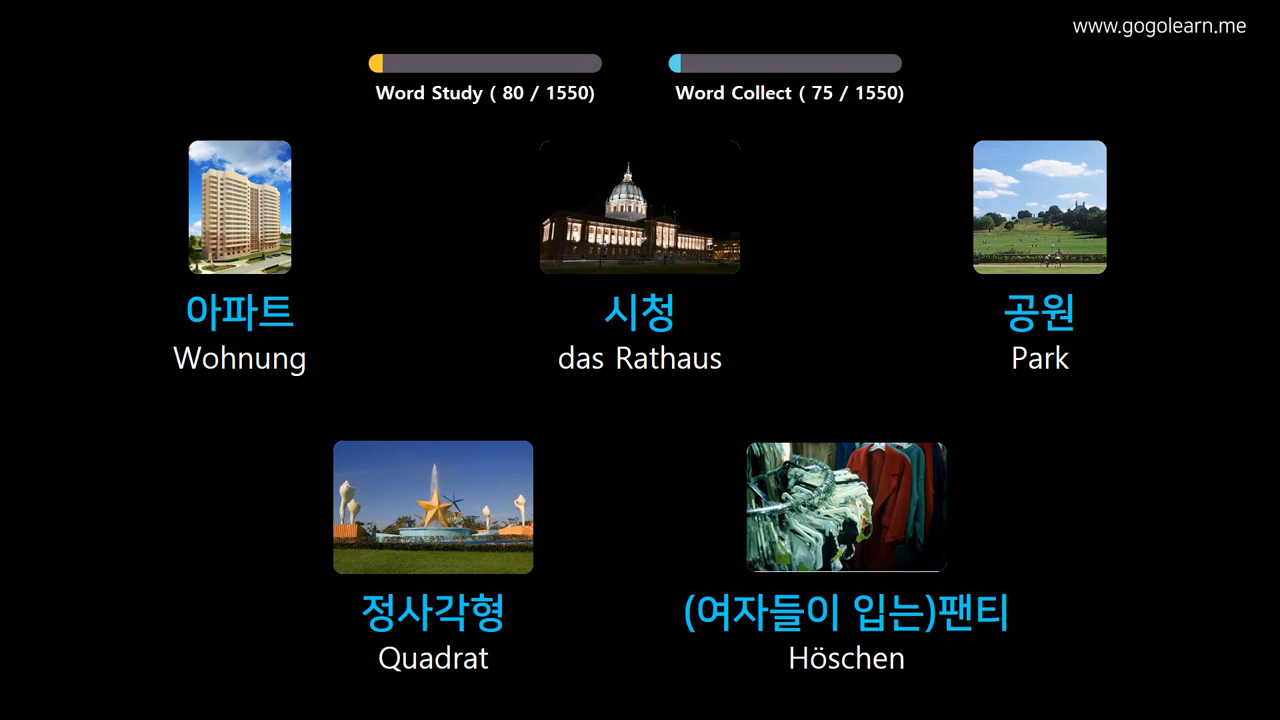 www.gogolearn.me
Word Study ( 80 / 1550)
Word Collect ( 75 / 1550)
아파트
Wohnung
시청
das Rathaus
공원
Park
정사각형
Quadrat
(여자들이 입는)팬티
Höschen